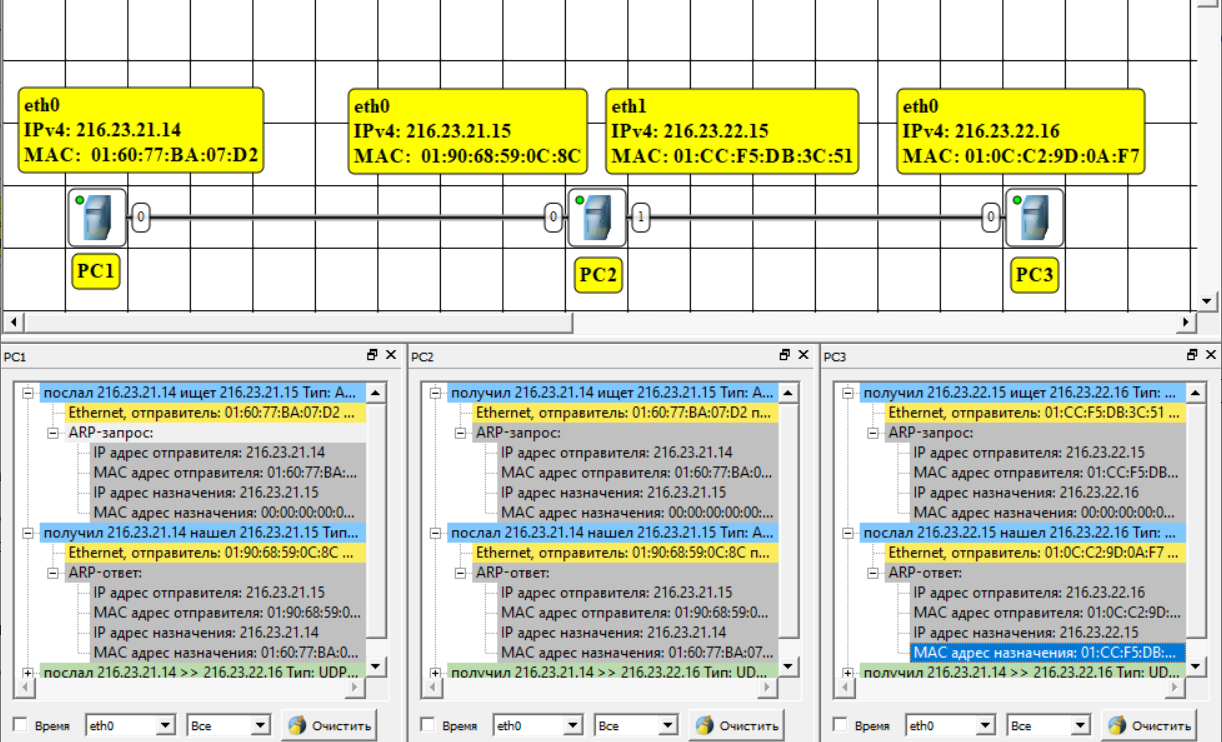 eth0
IPv4: 216.23.21.14
MAC: 01:60:77:BA:07:D2
eth0
IPv4: 216.23.21.15
MAC: 01:90:68:59:0C:8C
eth1
IPv4: 216.23.22.15
MAC: 01:CC:F5:DB:3C:51
eth0
IPv4: 216.23.22.16
MAC: 01:0C:C2:9D:0A:F7
0
0
1
0
PC1
PC2
PC3
PC1
послал 216.23.21.14 ищет 216.23.21.15 Тип: A...
Ethernet, отправитель: 01:60:77:BA:07:D2 ...
ARP-запрос:
IP адрес отправителя: 216.23.21.14
MAC адрес отправителя: 01:60:77:BA:...
IP адрес назначения: 216.23.21.15
MAC адрес назначения: 00:00:00:00:0...
получил 216.23.21.14 нашел 216.23.21.15 Тип...
Ethernet, отправитель: 01:90:68:59:0C:8C ...
ARP-ответ:
IP адрес отправителя: 216.23.21.15
MAC адрес отправителя: 01:90:68:59:0...
IP адрес назначения: 216.23.21.14
MAC адрес назначения: 01:60:77:BA:0...
послал 216.23.21.14 >> 216.23.22.16 Тип: UDP...
Время
eth0
Все
Очистить
PC2
получил 216.23.21.14 ищет 216.23.21.15 Тип: A...
Ethernet, отправитель: 01:60:77:BA:07:D2 п...
ARP-запрос:
IP адрес отправителя: 216.23.21.14
MAC адрес отправителя: 01:60:77:BA:0...
IP адрес назначения: 216.23.21.15
MAC адрес назначения: 00:00:00:00:00:...
послал 216.23.21.14 нашел 216.23.21.15 Тип: A...
Ethernet, отправитель: 01:90:68:59:0C:8C п...
ARP-ответ:
IP адрес отправителя: 216.23.21.15
MAC адрес отправителя: 01:90:68:59:0...
IP адрес назначения: 216.23.21.14
MAC адрес назначения: 01:60:77:BA:07...
получил 216.23.21.14 >> 216.23.22.16 Тип: UD...
Время
eth0
Все
Очистить
PC3
получил 216.23.22.15 ищет 216.23.22.16 Тип: ...
Ethernet, отправитель: 01:CC:F5:DB:3C:51 ...
ARP-запрос:
IP адрес отправителя: 216.23.22.15
MAC адрес отправителя: 01:CC:F5:DB...
IP адрес назначения: 216.23.22.16
MAC адрес назначения: 00:00:00:00:0...
послал 216.23.22.15 нашел 216.23.22.16 Тип: ...
Ethernet, отправитель: 01:0C:C2:9D:0A:F7 ...
ARP-ответ:
IP адрес отправителя: 216.23.22.16
MAC адрес отправителя: 01:0C:C2:9D:...
IP адрес назначения: 216.23.22.15
MAC адрес назначения: 01:CC:F5:DB:...
получил 216.23.21.14 >> 216.23.22.16 Тип: UD...
Время
eth0
Все
Очистить